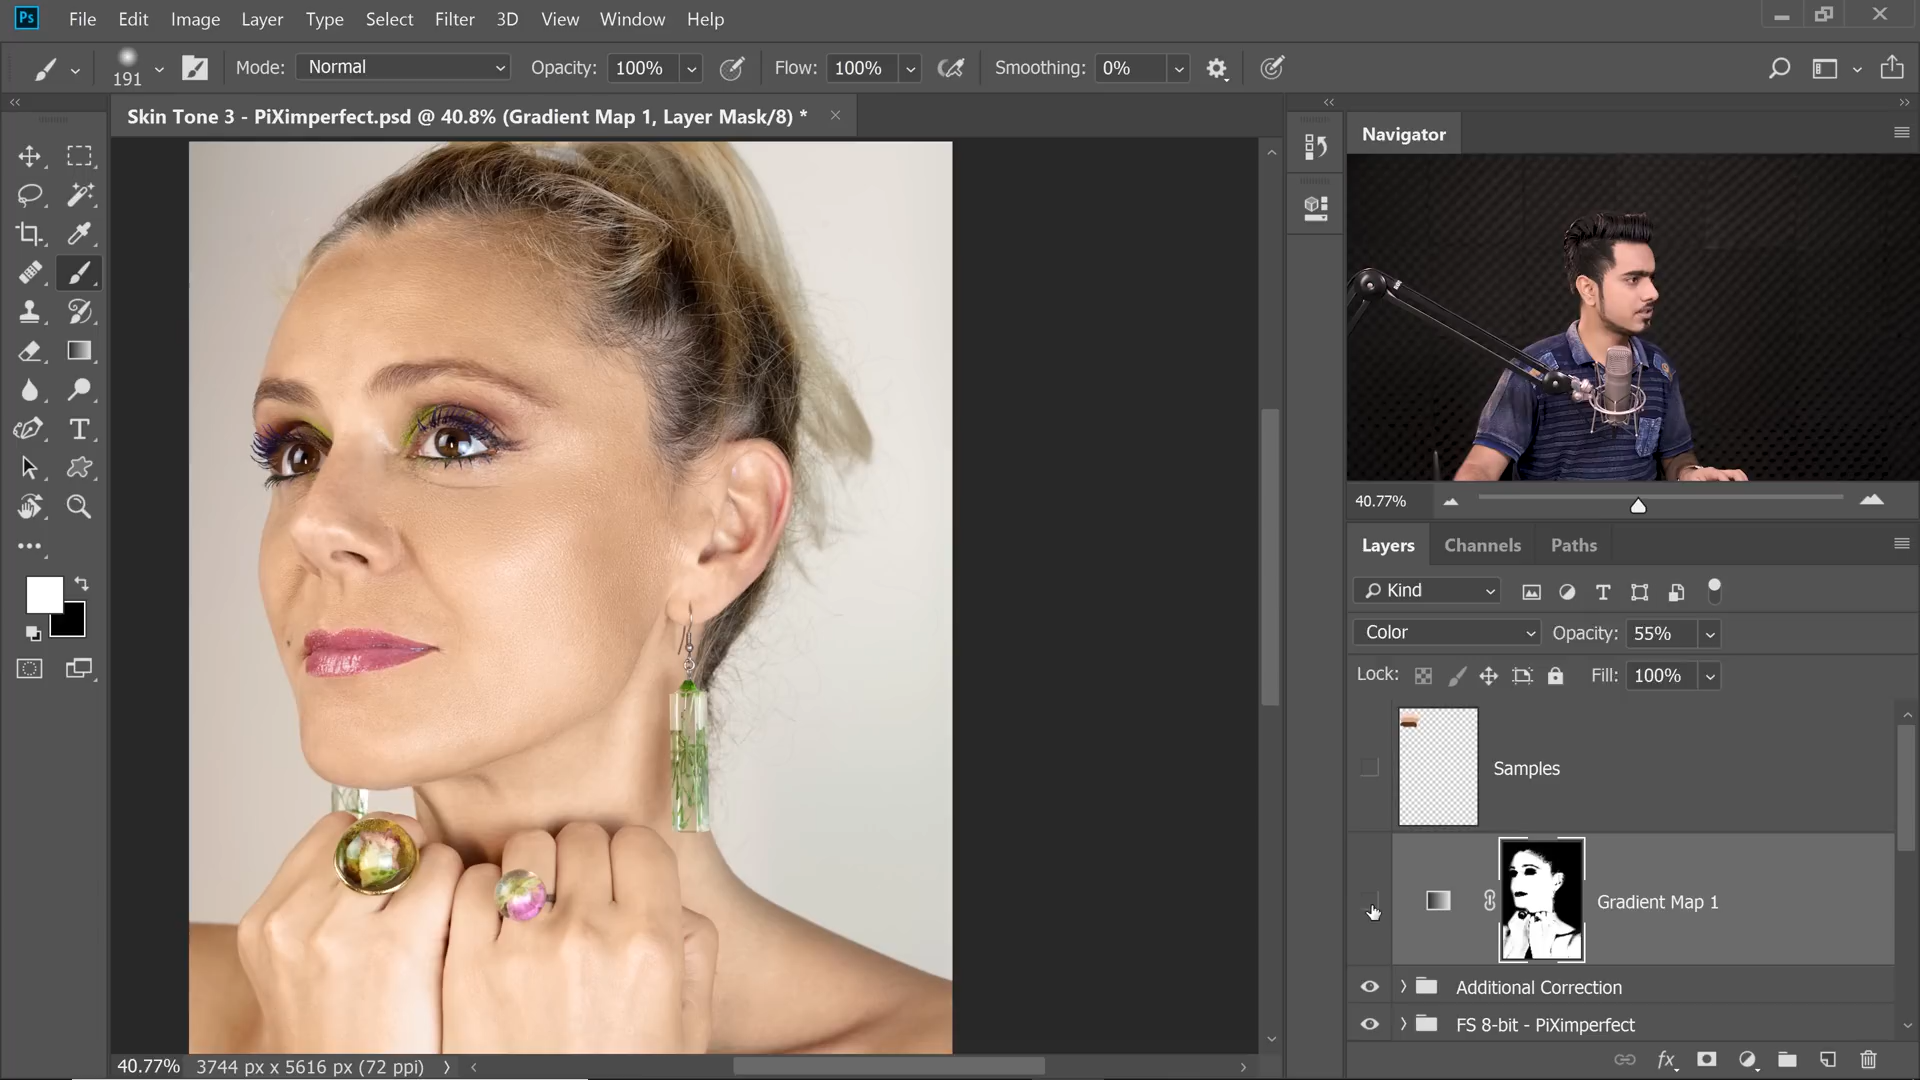 Ps File Edit Image Layer Type Select Filter 3D View Window Help
191 Mode: Normal Opacity: 100% Flow: 100% Smoothing: 0%
Skin Tone 3 - PiXimperfect.psd @ 40.8% (Gradient Map 1, Layer Mask/8) *
Navigator
40.77%
Layers Channels Paths
Kind
Color Opacity: 55%
Lock: Fill: 100%
Samples
Gradient Map 1
Additional Correction
FS 8-bit - PiXimperfect
40.77% 3744 px x 5616 px (72 ppi)